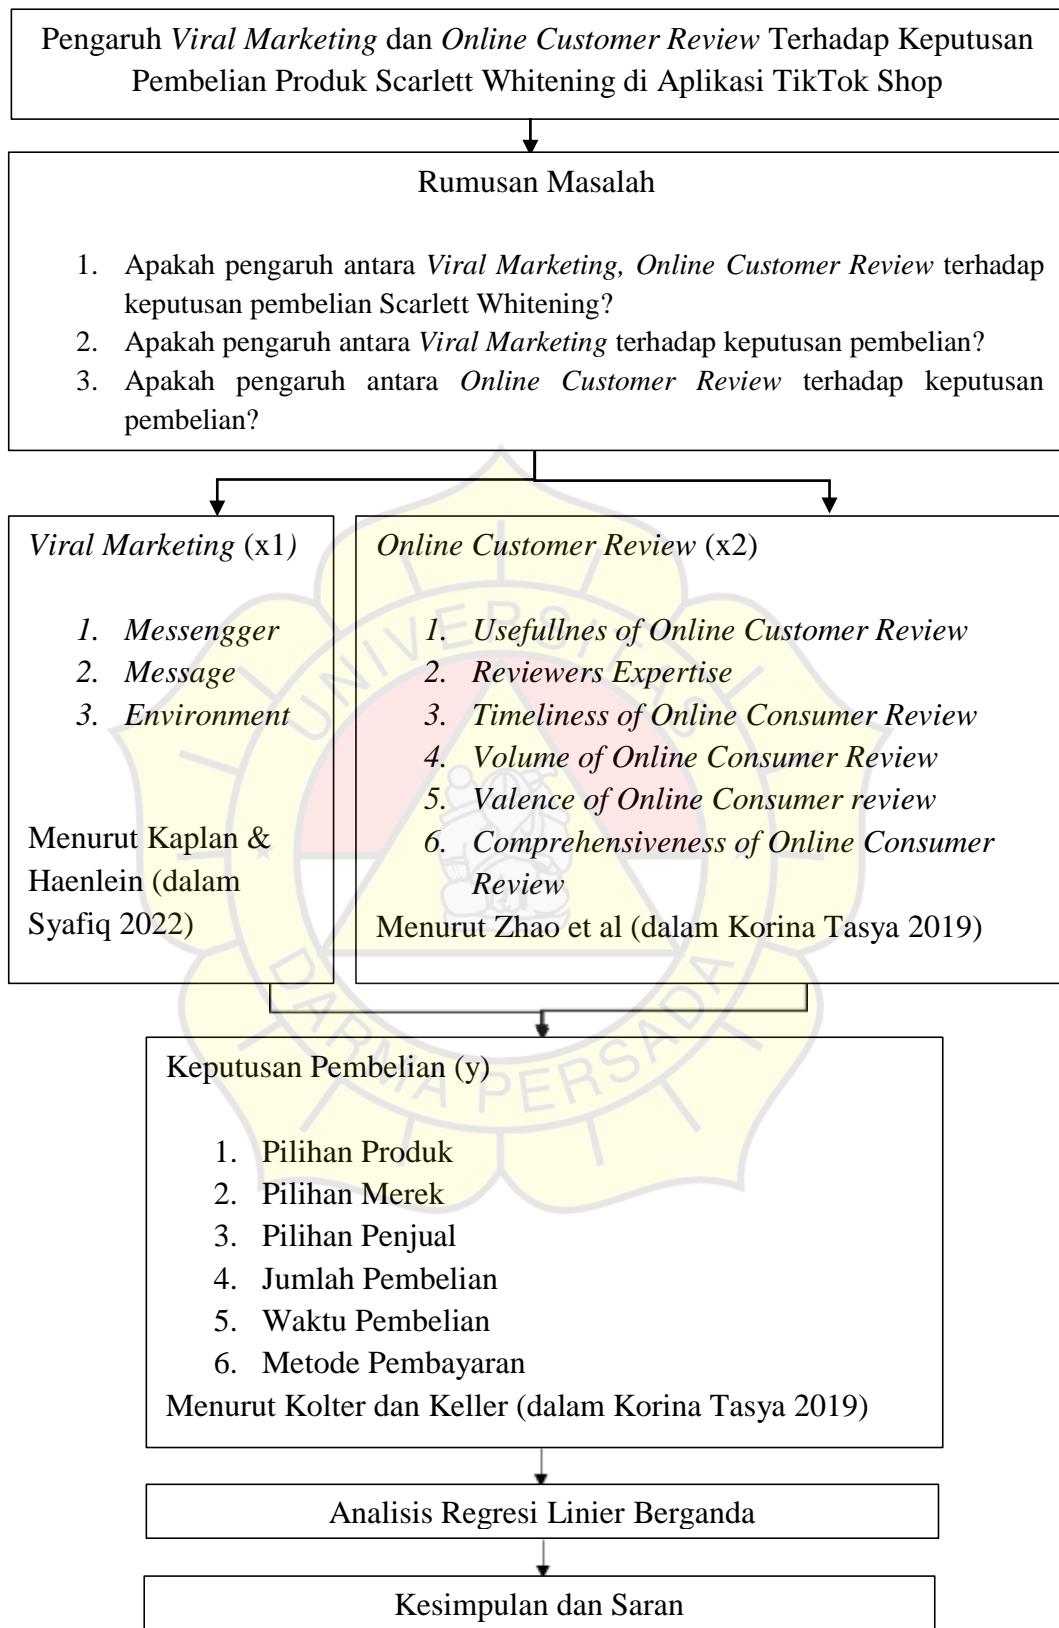 Pengaruh Viral Marketing dan Online Customer Review Terhadap Keputusan
Pembelian Produk Scarlett Whitening di Aplikasi TikTok Shop
Rumusan Masalah
1. Apakah pengaruh antara Viral Marketing, Online Customer Review terhadap
keputusan pembelian Scarlett Whitening?
2. Apakah pengaruh antara Viral Marketing terhadap keputusan pembelian?
3. Apakah pengaruh antara Online Customer Review terhadap keputusan
pembelian?
Viral Marketing (x1)
1. Messengger
2. Message
3. Environment
Menurut Kaplan &
Haenlein (dalam
Syafiq 2022)
Online Customer Review (x2)
1. Usefullnes of Online Customer Review
2. Reviewers Expertise
3. Timeliness of Online Consumer Review
4. Volume of Online Consumer Review
5. Valence of Online Consumer review
6. Comprehensiveness of Online Consumer
Review
Menurut Zhao et al (dalam Korina Tasya 2019)
Keputusan Pembelian (y)
1. Pilihan Produk
2. Pilihan Merek
3. Pilihan Penjual
4. Jumlah Pembelian
5. Waktu Pembelian
6. Metode Pembayaran
Menurut Kolter dan Keller (dalam Korina Tasya 2019)
Analisis Regresi Linier Berganda
Kesimpulan dan Saran
UNIVERSITAS
DARMA PERSADA